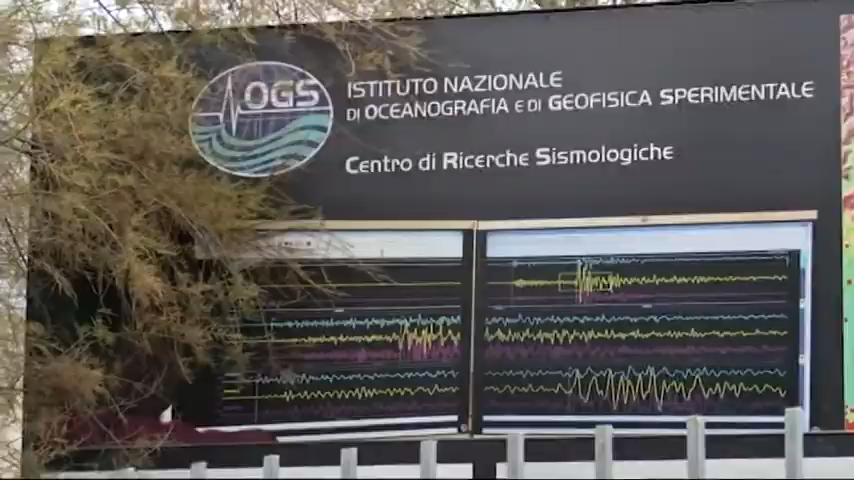 OGS
ISTITUTO NAZIONALE
DI OCEANOGRAFIA E DI GEOFISICA SPERIMENTALE
Centro di Ricerche Sismologiche